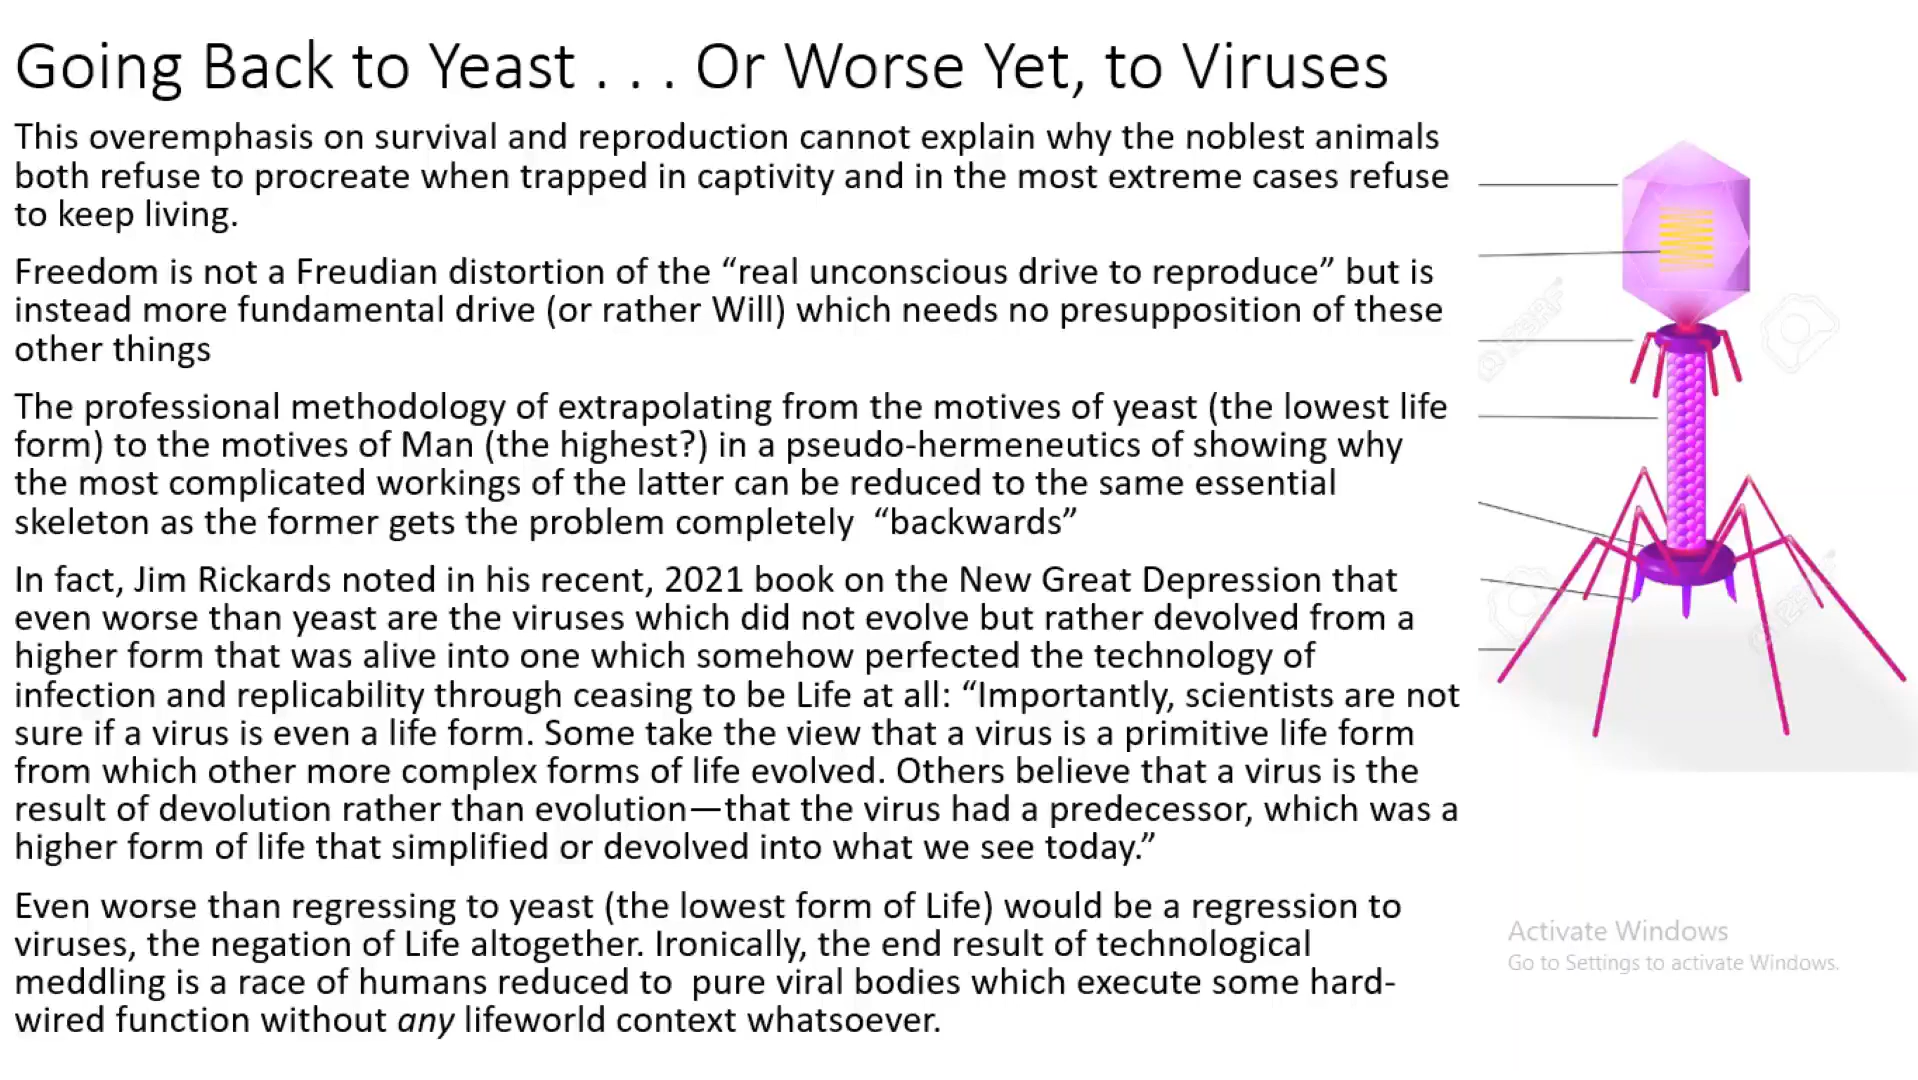 Going Back to Yeast . . . Or Worse Yet, to Viruses
This overemphasis on survival and reproduction cannot explain why the noblest animals
both refuse to procreate when trapped in captivity and in the most extreme cases refuse
to keep living.
Freedom is not a Freudian distortion of the “real unconscious drive to reproduce” but is
instead more fundamental drive (or rather Will) which needs no presupposition of these
other things
The professional methodology of extrapolating from the motives of yeast (the lowest life
form) to the motives of Man (the highest?) in a pseudo-hermeneutics of showing why
the most complicated workings of the latter can be reduced to the same essential
skeleton as the former gets the problem completely  “backwards”
In fact, Jim Rickards noted in his recent, 2021 book on the New Great Depression that
even worse than yeast are the viruses which did not evolve but rather devolved from a
higher form that was alive into one which somehow perfected the technology of
infection and replicability through ceasing to be Life at all: “Importantly, scientists are not
sure if a virus is even a life form. Some take the view that a virus is a primitive life form
from which other more complex forms of life evolved. Others believe that a virus is the
result of devolution rather than evolution—that the virus had a predecessor, which was a
higher form of life that simplified or devolved into what we see today.”
Even worse than regressing to yeast (the lowest form of Life) would be a regression to
viruses, the negation of Life altogether. Ironically, the end result of technological
meddling is a race of humans reduced to  pure viral bodies which execute some hard-
wired function without any lifeworld context whatsoever.
Activate Windows
Go to Settings to activate Windows.